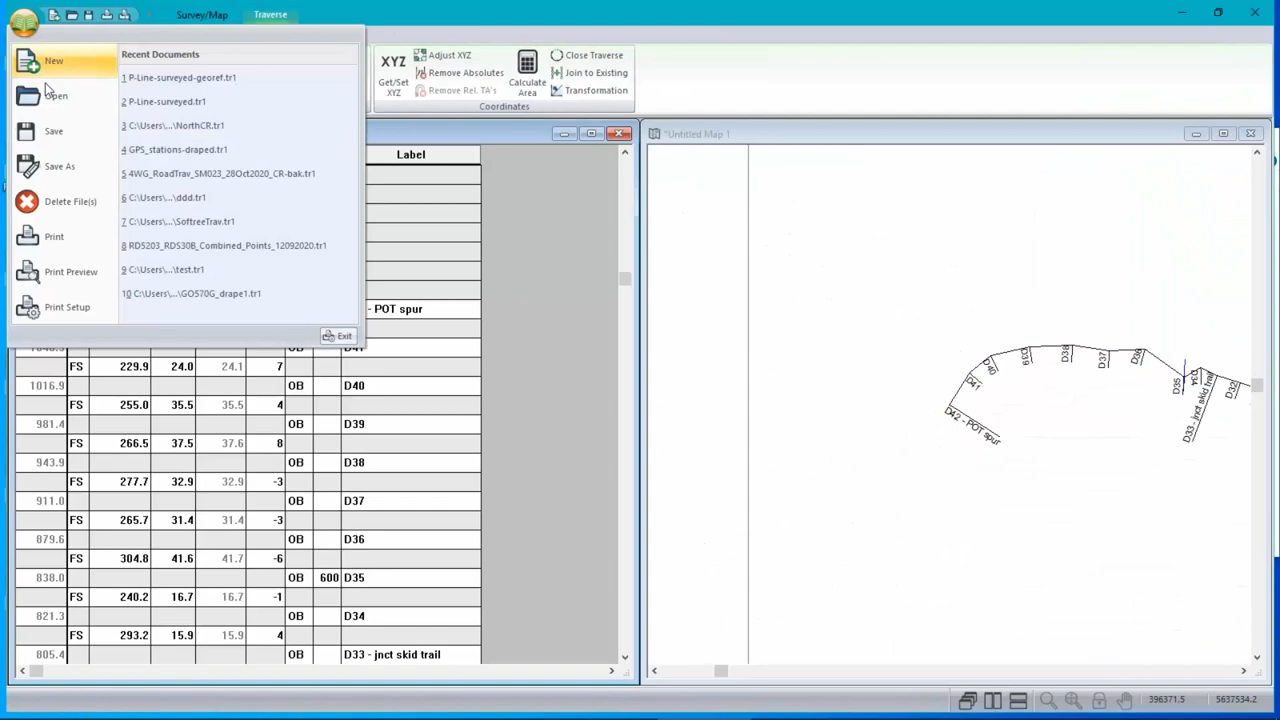 Survey/Map
Traverse
New
Open
Save
Save As
Delete File(s)
Print
Print Preview
Print Setup
Recent Documents
1 P-Line-surveyed-georef.tr1
2 P-Line-surveyed.tr1
3 C:\Users\...\NorthCR.tr1
4 GPS_stations-draped.tr1
5 4WG_RoadTrav_SM023_28Oct2020_CR-bak.tr1
6 C:\Users\...\ddd.tr1
7 C:\Users\...\SoftreeTrav.tr1
8 RD5203_RDS30B_Combined_Points_12092020.tr1
9 C:\Users\...\test.tr1
10 C:\Users\...\GO570G_drape1.tr1
Exit
XYZ
Get/Set XYZ
Adjust XYZ
Remove Absolutes
Remove Rel. TA's
Calculate Area
Close Traverse
Join to Existing
Transformation
Coordinates
Label
- POT spur
FS 229.9 24.0 24.1 7
1016.9 OB D40
FS 255.0 35.5 35.5 4
981.4 OB D39
FS 266.5 37.5 37.6 8
943.9 OB D38
FS 277.7 32.9 32.9 -3
911.0 OB D37
FS 265.7 31.4 31.4 -3
879.6 OB D36
FS 304.8 41.6 41.7 -6
838.0 OB 600 D35
FS 240.2 16.7 16.7 -1
821.3 OB D34
FS 293.2 15.9 15.9 4
805.4 OB D33 - jnct skid trail
*Untitled Map 1
D42 - POT spur
D41
D40
D39
D38
D37
D36
D35
D34
D33 - jnct skid trail
D32
396371.5
5637534.2